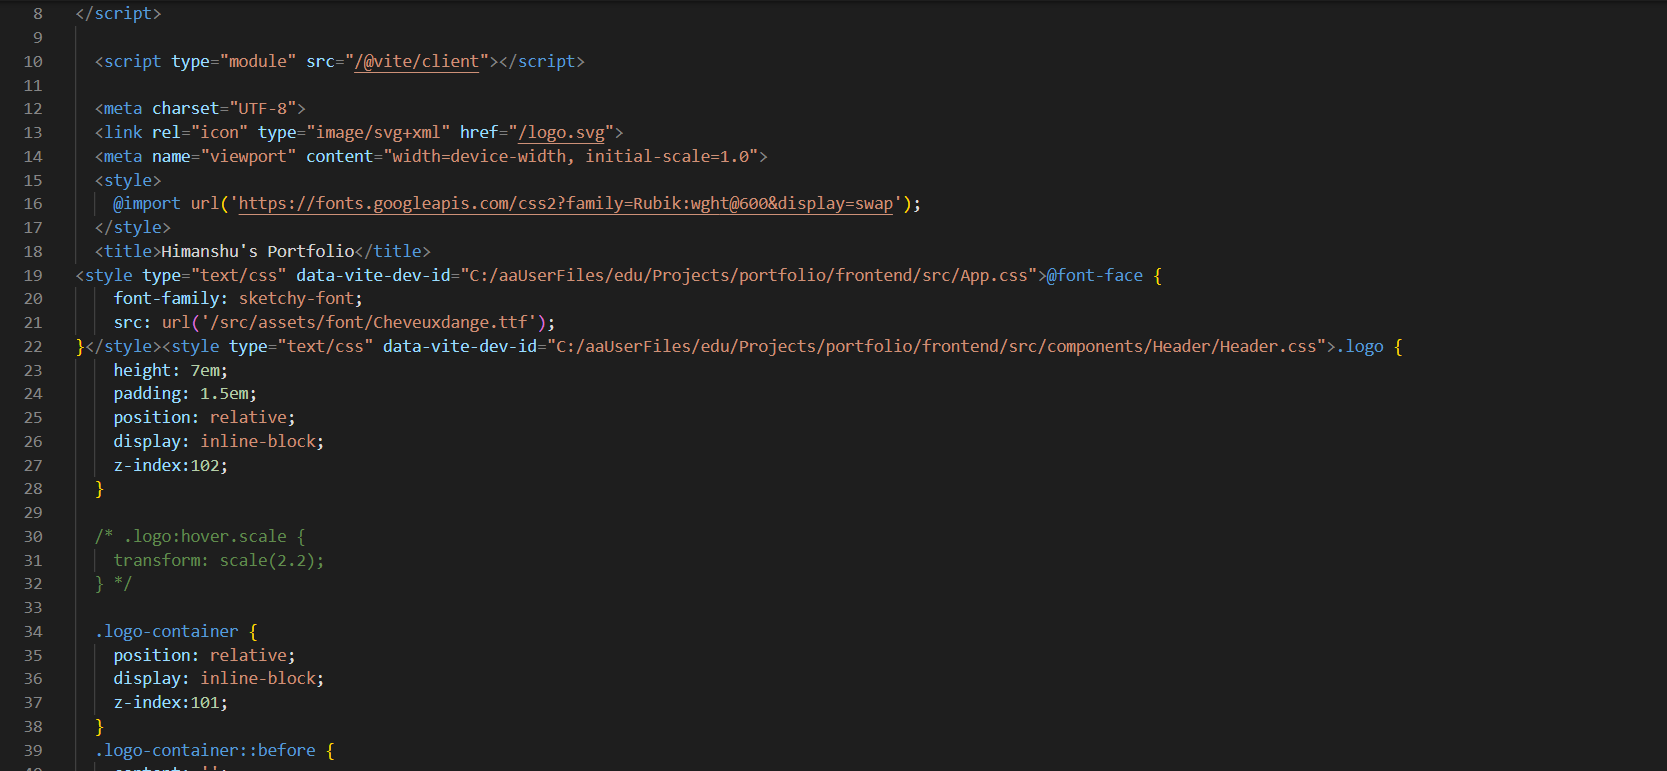 8 </script>
9
10 <script type="module" src="/@vite/client"></script>
11
12 <meta charset="UTF-8">
13 <link rel="icon" type="image/svg+xml" href="/logo.svg">
14 <meta name="viewport" content="width=device-width, initial-scale=1.0">
15 <style>
16 @import url('https://fonts.googleapis.com/css2?family=Rubik:wght@600&display=swap');
17 </style>
18 <title>Himanshu's Portfolio</title>
19 <style type="text/css" data-vite-dev-id="C:/aaUserFiles/edu/Projects/portfolio/frontend/src/App.css">@font-face {
20 font-family: sketchy-font;
21 src: url('/src/assets/font/Cheveuxdange.ttf');
22 }</style><style type="text/css" data-vite-dev-id="C:/aaUserFiles/edu/Projects/portfolio/frontend/src/components/Header/Header.css">.logo {
23 height: 7em;
24 padding: 1.5em;
25 position: relative;
26 display: inline-block;
27 z-index:102;
28 }
29
30 /* .logo:hover.scale {
31 transform: scale(2.2);
32 } */
33
34 .logo-container {
35 position: relative;
36 display: inline-block;
37 z-index:101;
38 }
39 .logo-container::before {